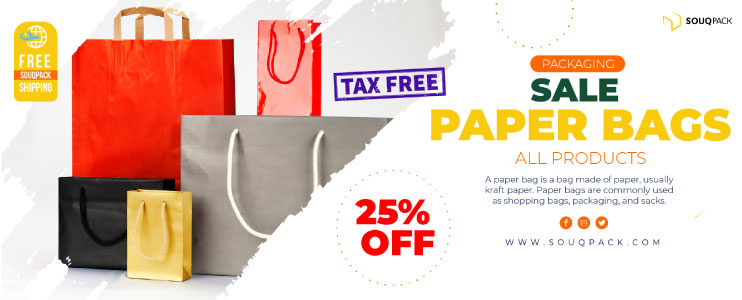 FREE
SOUQPACK
SHIPPING
TAX FREE
25%
OFF
SOUQPACK
PACKAGING
SALE
PAPER BAGS
ALL PRODUCTS
A paper bag is a bag made of paper, usually
kraft paper. Paper bags are commonly used
as shopping bags, packaging, and sacks.
WWW.SOUQPACK.COM